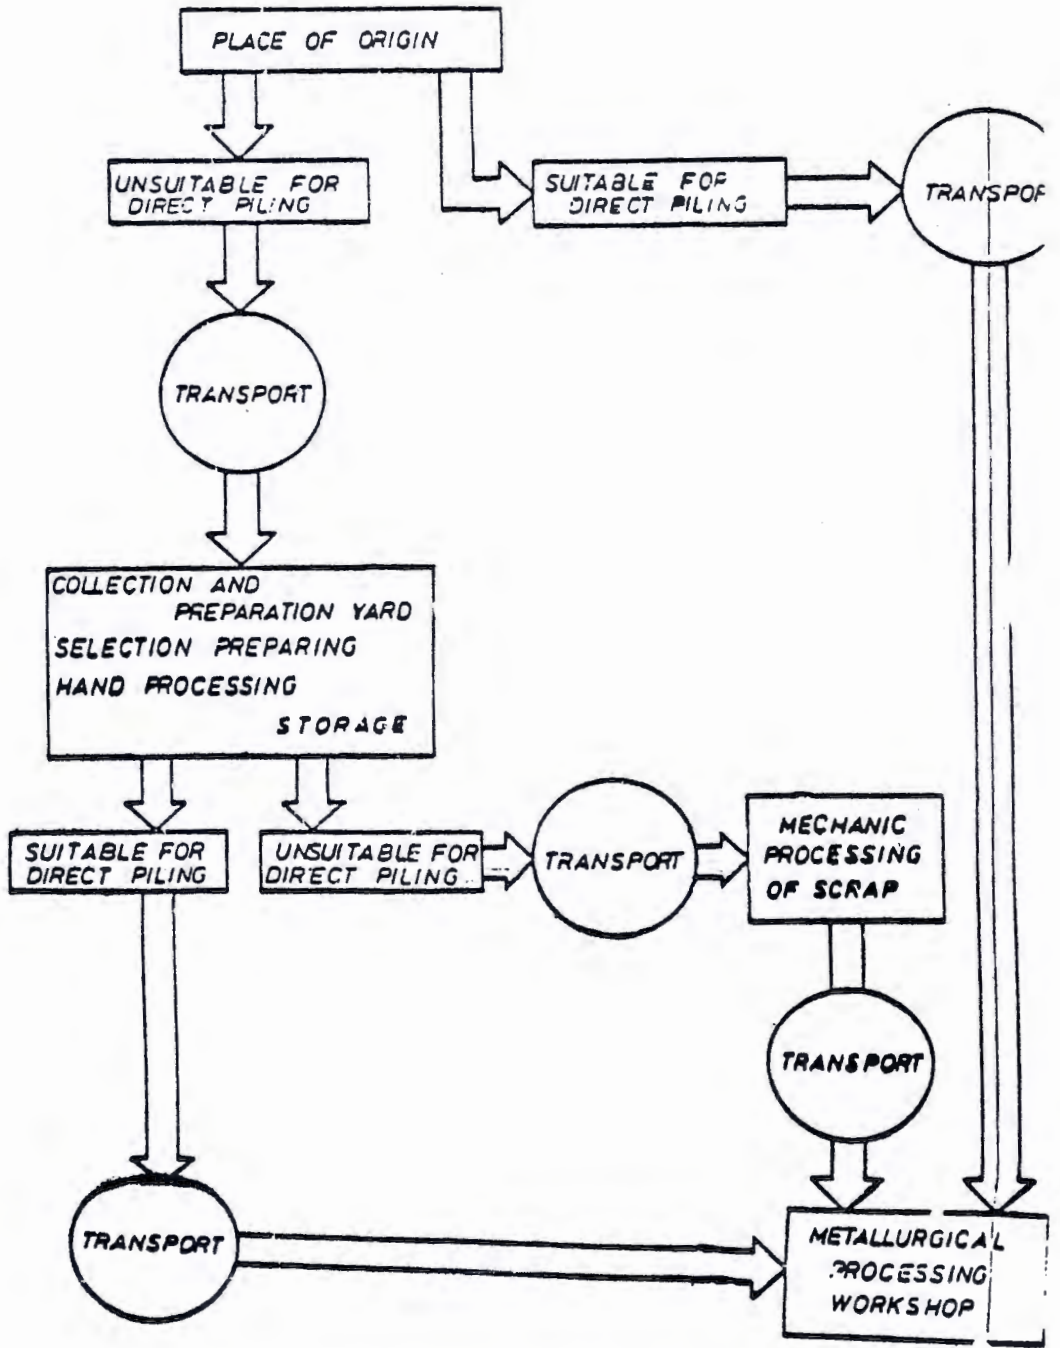 PLACE OF ORIGIN
UNSUITABLE FOR
DIRECT PILING
SUITABLE FOR
DIRECT PILING
TRANSPOR
TRANSPORT
COLLECTION AND
PREPARATION YARD
SELECTION PREPARING
HAND PROCESSING
STORAGE
SUITABLE FOR
DIRECT PILING
UNSUITABLE FOR
DIRECT PILING
TRANSPORT
MECHANIC
PROCESSING
OF SCRAP
TRANSPORT
TRANSPORT
METALLURGICAL
PROCESSING
WORKSHOP